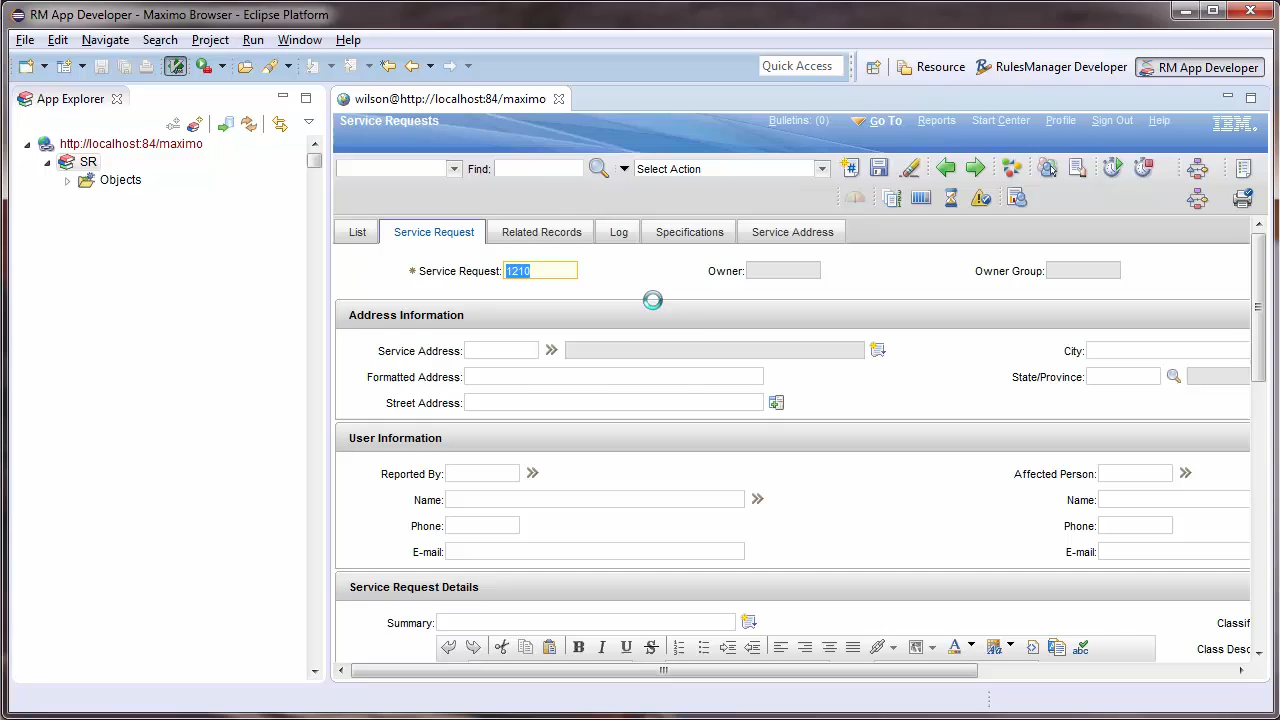 RM App Developer - Maximo Browser - Eclipse Platform
File Edit Navigate Search Project Run Window Help
Quick Access Resource RulesManager Developer RM App Developer
App Explorer
http://localhost:84/maximo
SR
Objects
wilson@http://localhost:84/maximo
Service Requests Bulletins: (0) Go To Reports Start Center Profile Sign Out Help IBM
Find: Select Action
List Service Request Related Records Log Specifications Service Address
* Service Request: 1210 Owner: Owner Group:
Address Information
Service Address: City:
Formatted Address: State/Province:
Street Address:
User Information
Reported By: Affected Person:
Name: Name:
Phone: Phone:
E-mail: E-mail:
Service Request Details
Summary: Classifi
B I U S A
Class Desc